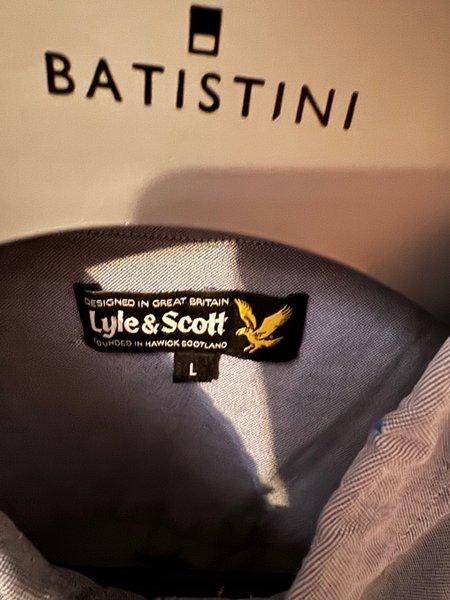 BATISTINI
DESIGNED IN GREAT BRITAIN
Lyle & Scott
FOUNDED IN HAWICK SCOTLAND
L